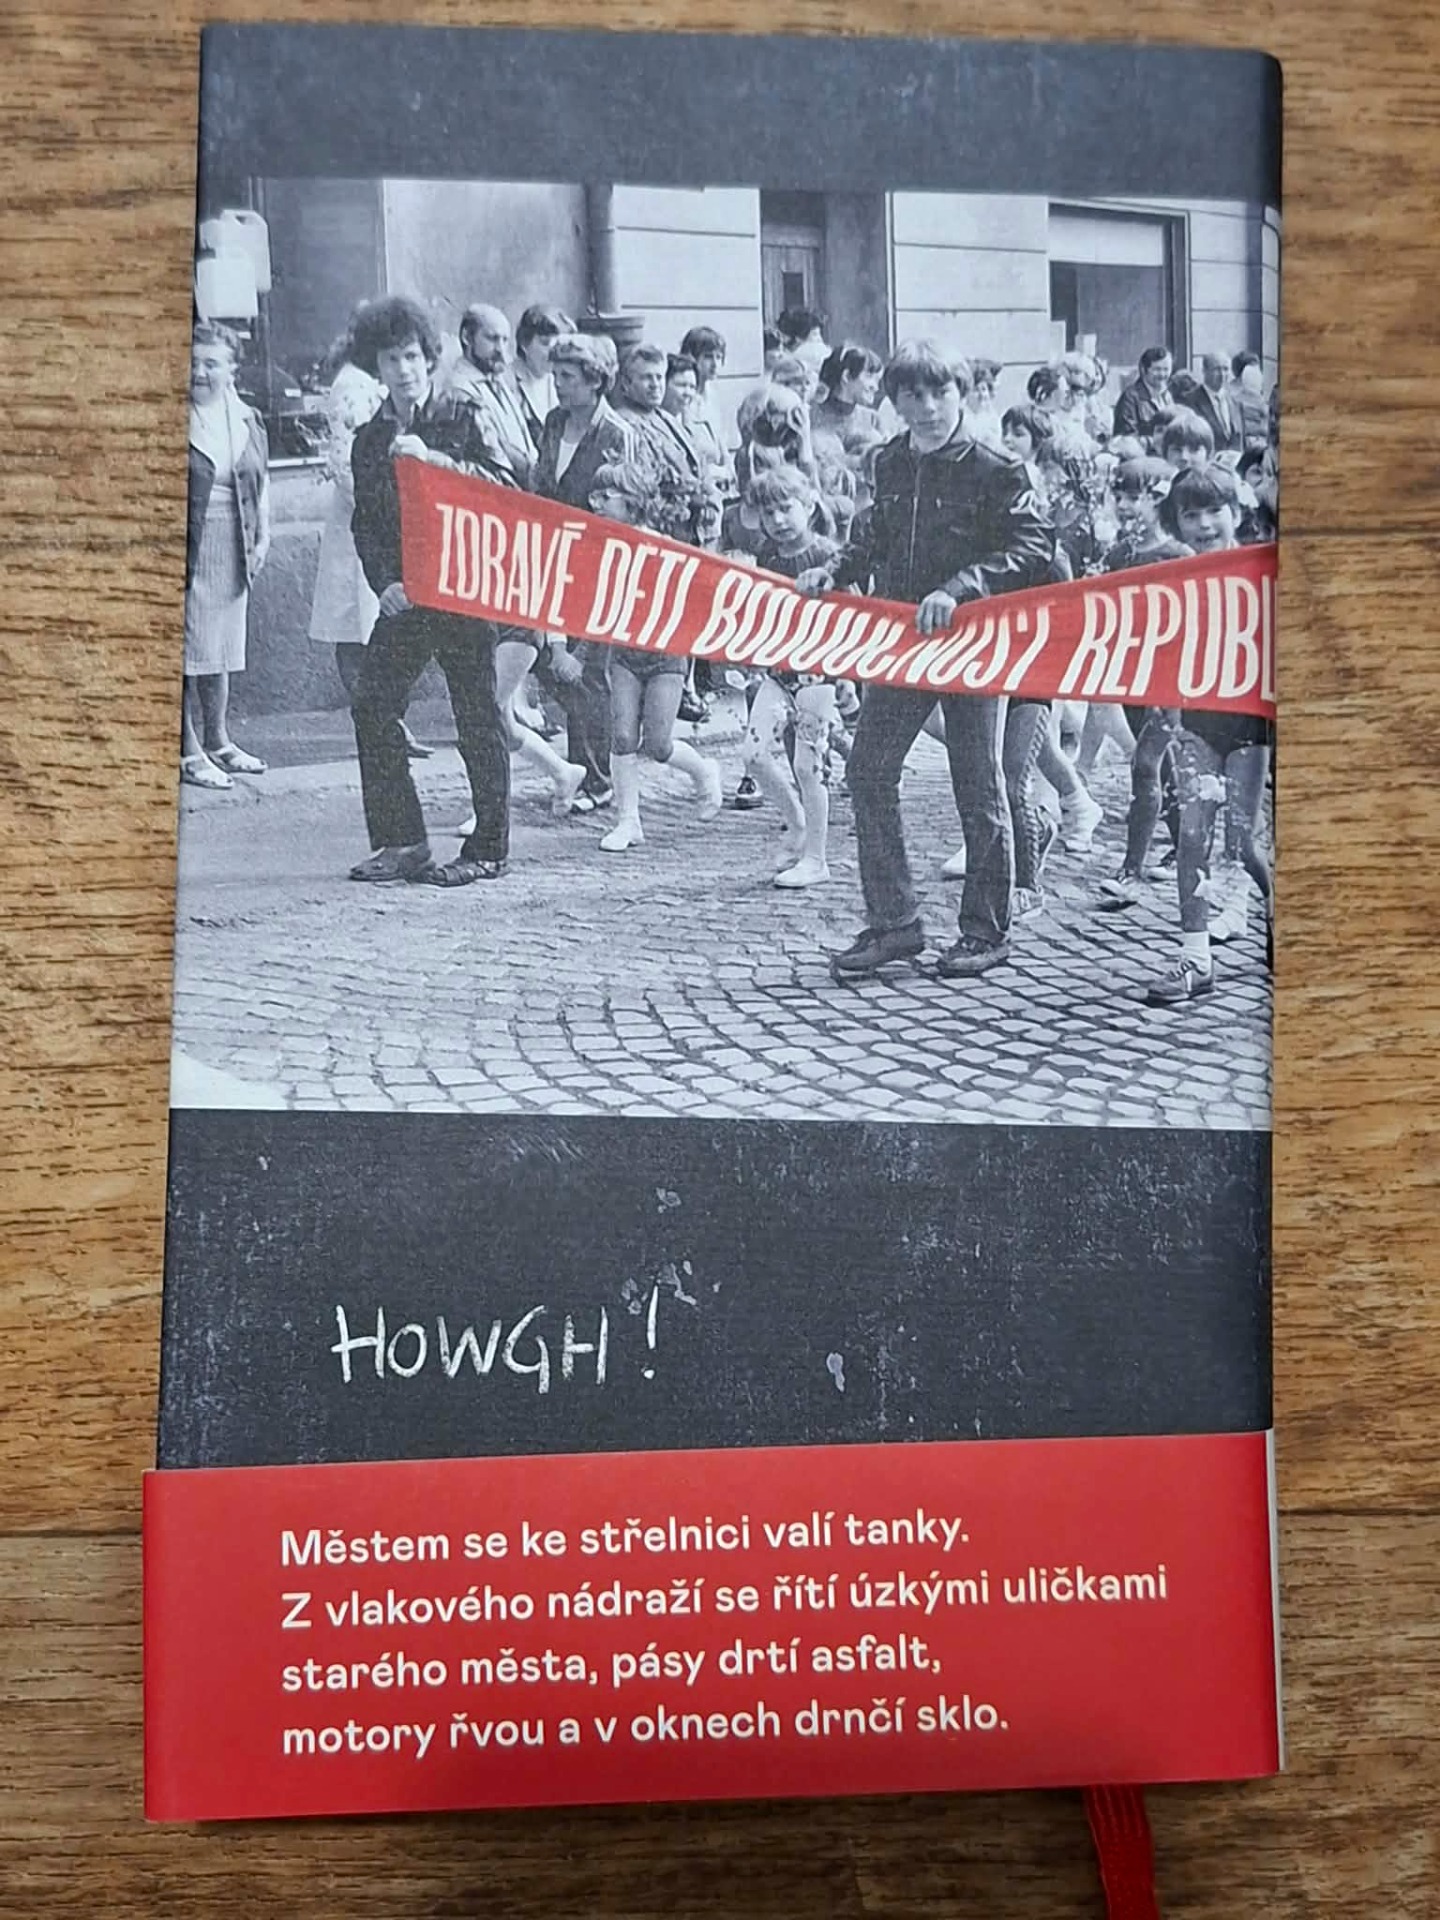 ZDRAVÉ DĚTI BUDOUCNOST REPUBL
HOWGH!
Městem se ke střelnici valí tanky.
Z vlakového nádraží se řítí úzkými uličkami
starého města, pásy drtí asfalt,
motory řvou a v oknech drnčí sklo.